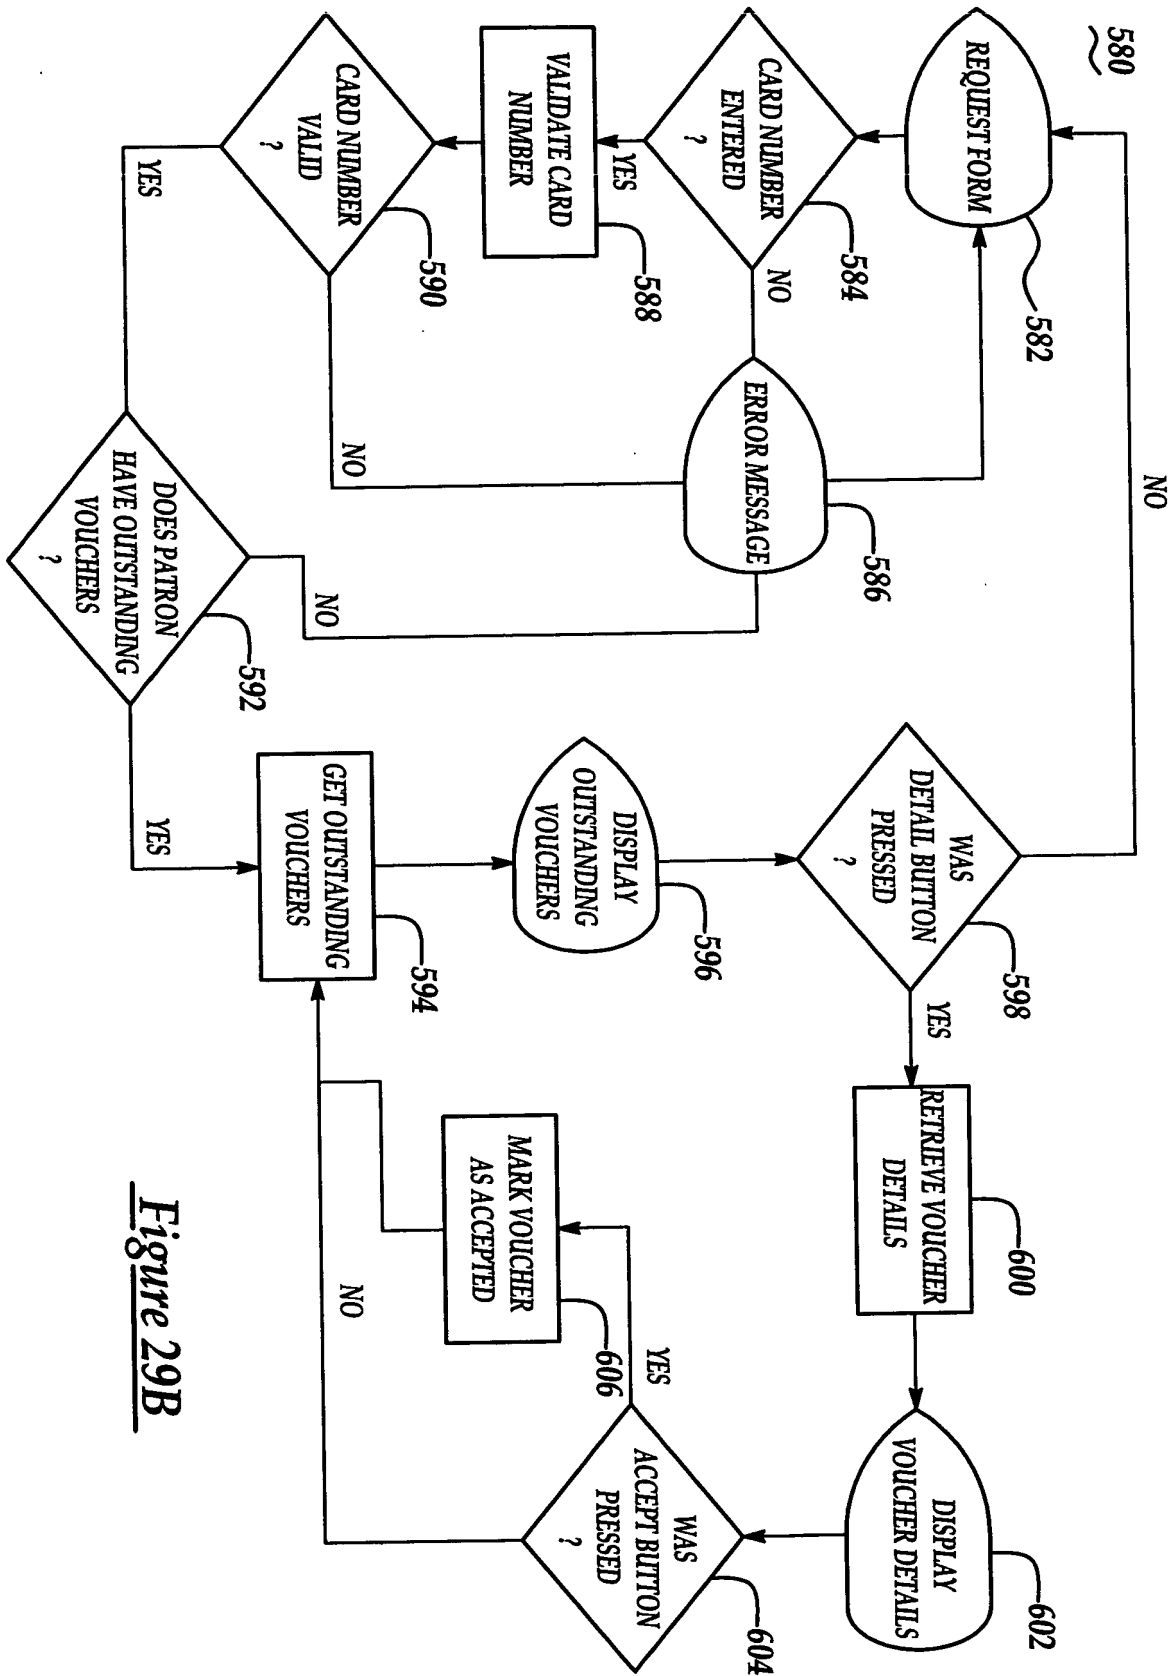 580
REQUEST FORM
582
CARD NUMBER
ENTERED
?
584
NO
YES
VALIDATE CARD
NUMBER
588
CARD NUMBER
VALID
?
590
YES
NO
ERROR MESSAGE
586
DOES PATRON
HAVE OUTSTANDING
VOUCHERS
?
592
NO
YES
GET OUTSTANDING
VOUCHERS
594
DISPLAY
OUTSTANDING
VOUCHERS
596
WAS
DETAIL BUTTON
PRESSED
?
598
NO
YES
RETRIEVE VOUCHER
DETAILS
600
DISPLAY
VOUCHER DETAILS
602
WAS
ACCEPT BUTTON
PRESSED
?
604
YES
MARK VOUCHER
AS ACCEPTED
606
NO
Figure 29B